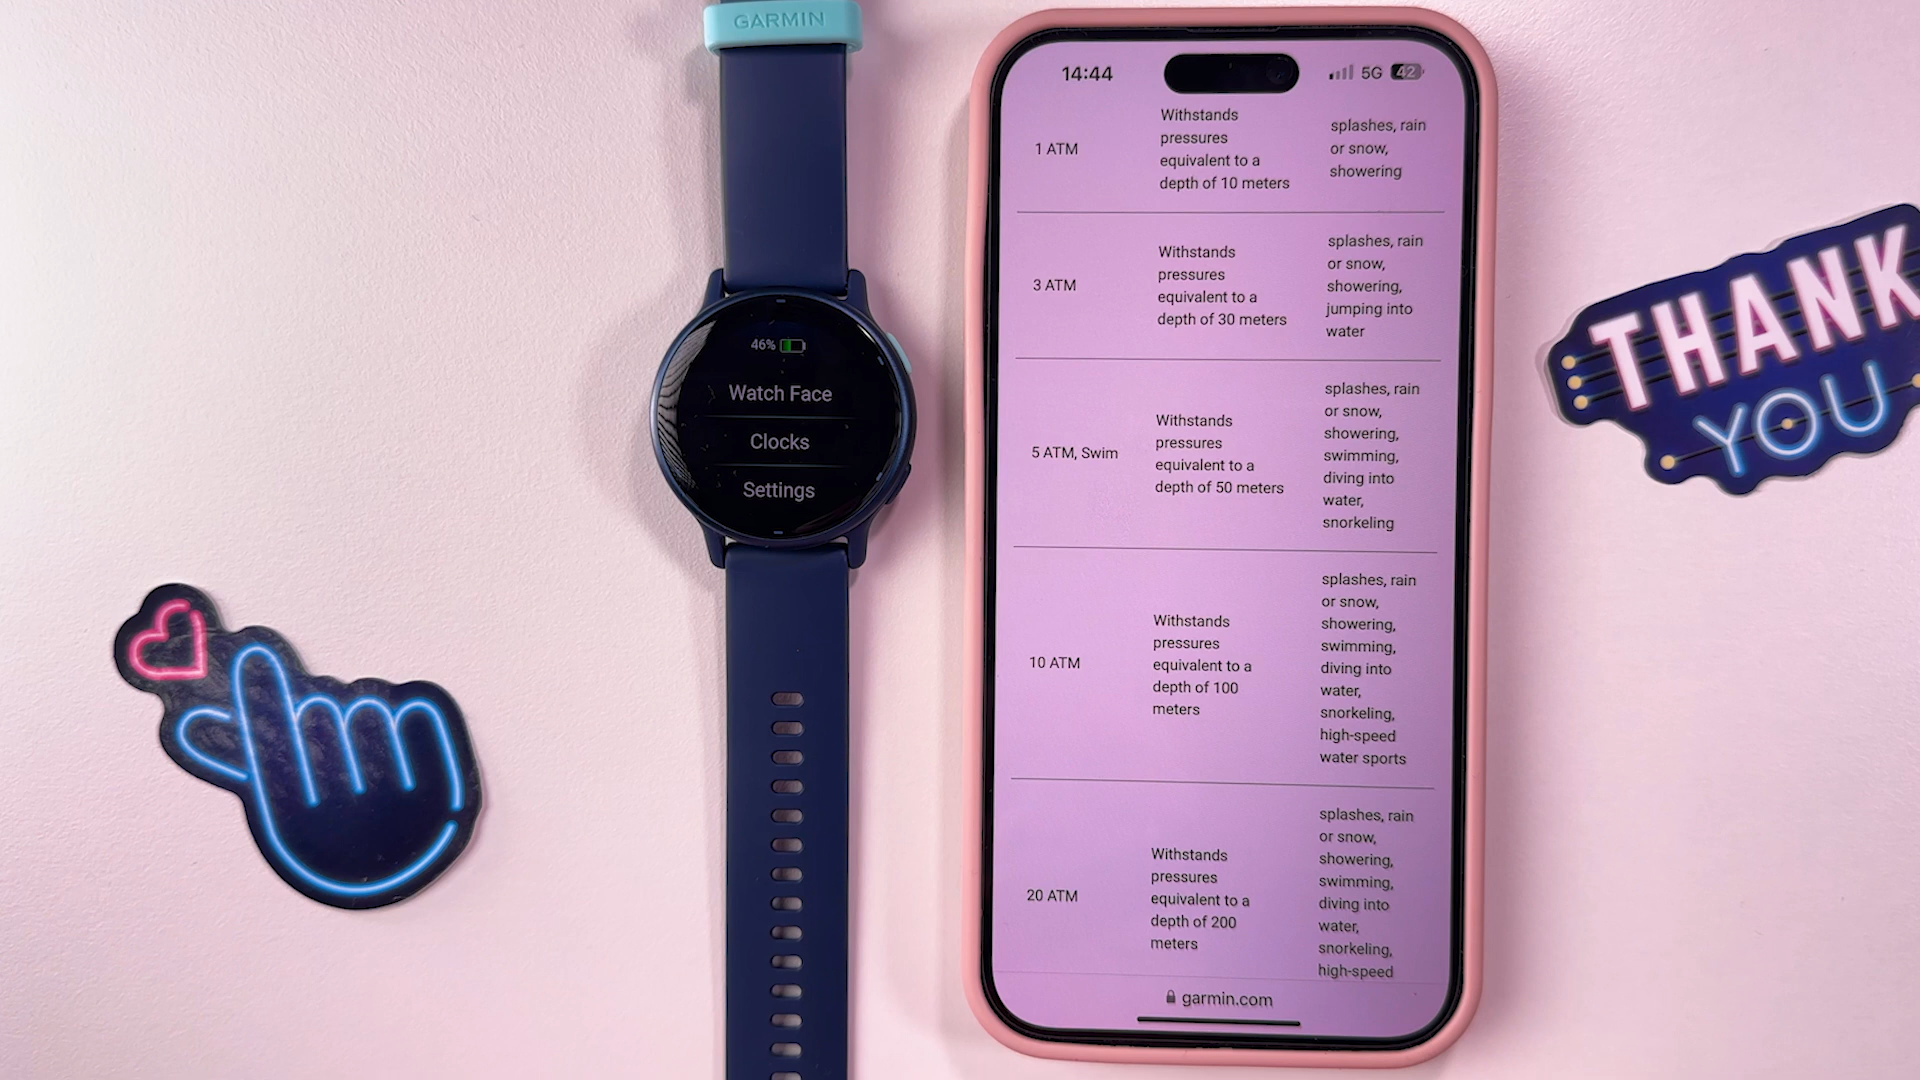 GARMIN
46%
Watch Face
Clocks
Settings
14:44
5G
42
1 ATM
Withstands
pressures
equivalent to a
depth of 10 meters
splashes, rain
or snow,
showering
3 ATM
Withstands
pressures
equivalent to a
depth of 30 meters
splashes, rain
or snow,
showering,
jumping into
water
5 ATM, Swim
Withstands
pressures
equivalent to a
depth of 50 meters
splashes, rain
or snow,
showering,
swimming,
diving into
water,
snorkeling
10 ATM
Withstands
pressures
equivalent to a
depth of 100
meters
splashes, rain
or snow,
showering,
swimming,
diving into
water,
snorkeling,
high-speed
water sports
20 ATM
Withstands
pressures
equivalent to a
depth of 200
meters
splashes, rain
or snow,
showering,
swimming,
diving into
water,
snorkeling,
high-speed
garmin.com
THANK
YOU